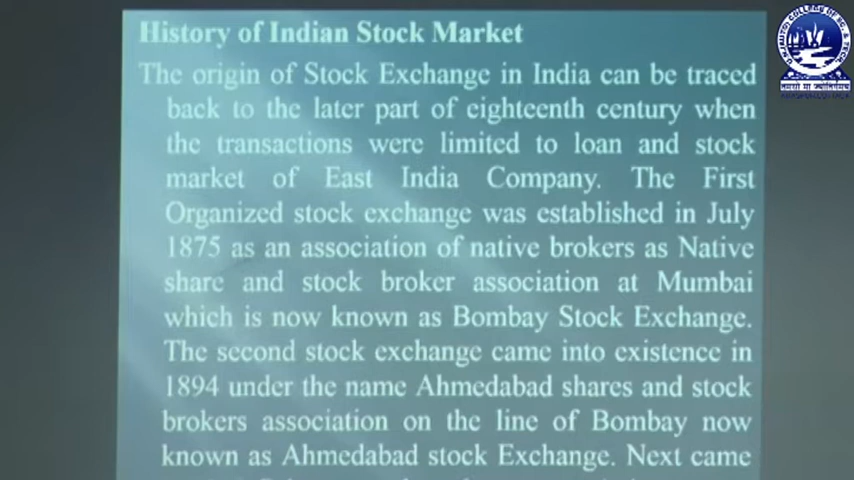 History of Indian Stock Market
The origin of Stock Exchange in India can be traced
back to the later part of eighteenth century when
the transactions were limited to loan and stock
market of East India Company. The First
Organized stock exchange was established in July
1875 as an association of native brokers as Native
share and stock broker association at Mumbai
which is now known as Bombay Stock Exchange.
The second stock exchange came into existence in
1894 under the name Ahmedabad shares and stock
brokers association on the line of Bombay now
known as Ahmedabad stock Exchange. Next came